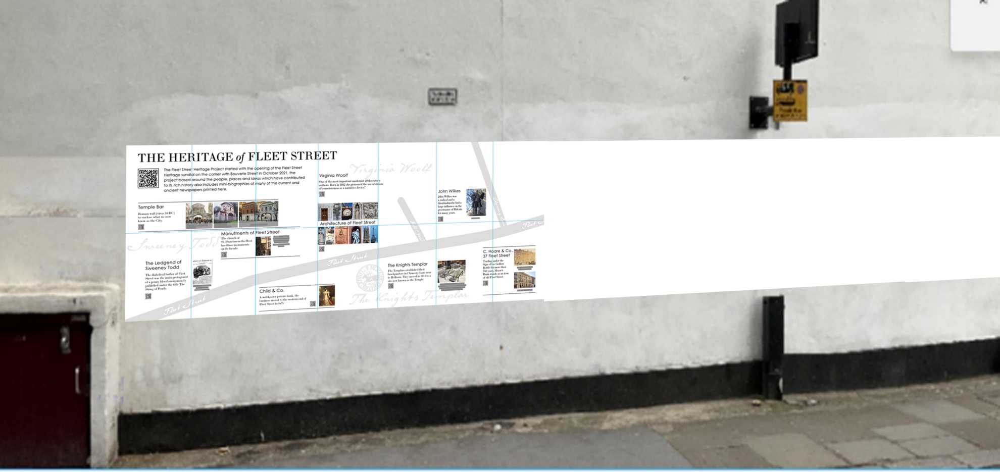 THE HERITAGE of FLEET STREET
The Fleet Street Heritage Project started with the opening of the Fleet Street
Heritage sundial on the corner with Bouverie Street in October 2021, the
project based around the people, places and ideas which have contributed
to its rich history also includes mini-biographies of many of the current and
ancient newspapers printed here.
Virginia Woolf
Virginia Woolf
One of the most important modernist 20th-century
authors. Born in 1882 she pioneered the use of stream
of consciousness as a narrative device.
John Wilkes
John Wilkes was
a radical and a
large influence on the
governance of Britain
for many years.
Temple Bar
Roman wall (circa 50 BC)
to enclose what we now
know as the City.
Architecture of Fleet Street
Monutments of Fleet Street
The church of
St. Dunstan-in-the-West
has three monuments
on its facade.
Sweeney Todd
The Ledgend of
Sweeney Todd
The diabolical barber of Fleet
Street was the main protagonist
of a penny blood anonymously
published under the title The
String of Pearls.
Fleet Street
Fleet Street
Child & Co.
A well-known private bank, the
business moved to the western end of
Fleet Street in 1673
The Knights Templar
The Templars established their
headquarters in Chancery Lane near
to Holborn. They moved in 1161 to a
site now known as the Temple.
The Knights Templar
C. Hoare & Co.,
37 Fleet Street
Trading under the
Sign of the Golden
Bottle for more than
350 years, Hoare's
Bank stands as an icon
of old Fleet Street.